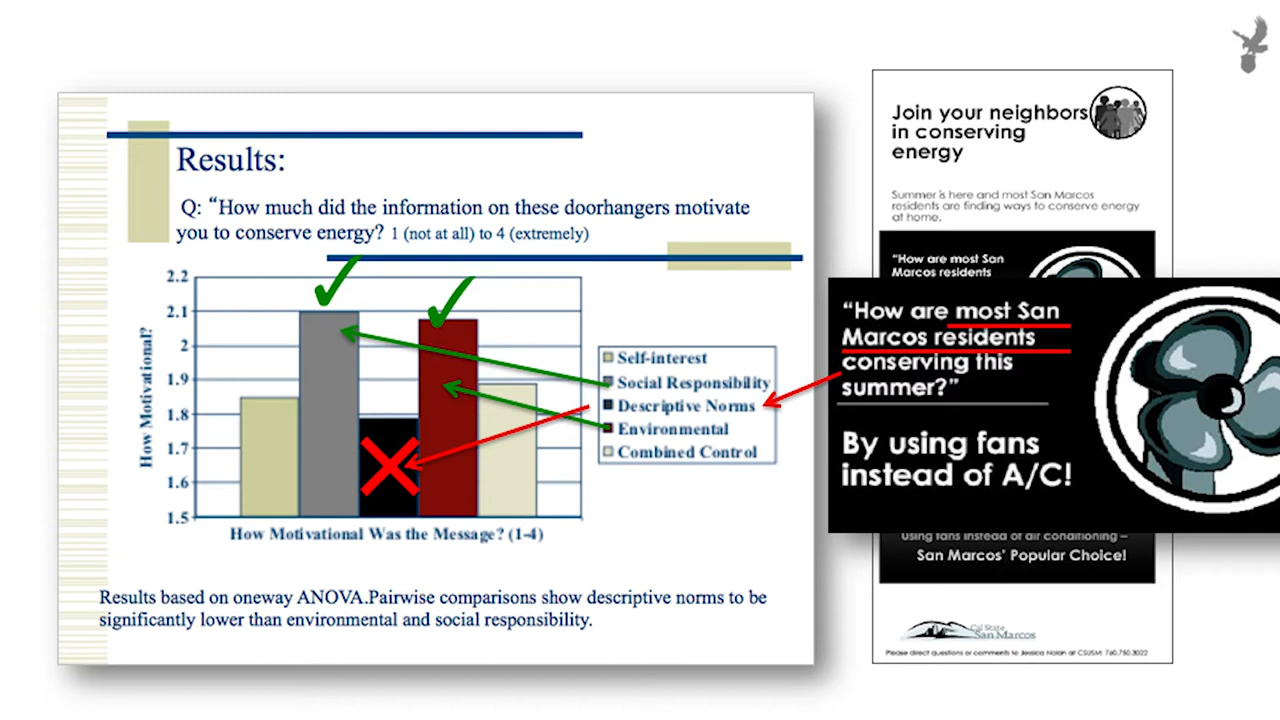 Results:
Q: “How much did the information on these doorhangers motivate
you to conserve energy? 1 (not at all) to 4 (extremely)
How Motivational?
2.2
2.1
2
1.9
1.8
1.7
1.6
1.5
How Motivational Was the Message? (1-4)
Self-interest
Social Responsibility
Descriptive Norms
Environmental
Combined Control
Results based on oneway ANOVA.Pairwise comparisons show descriptive norms to be
significantly lower than environmental and social responsibility.
Join your neighbors
in conserving
energy
Summer is here and most San Marcos
residents are finding ways to conserve energy
at home.
“How are most San
Marcos residents
“How are most San
Marcos residents
conserving this
summer?”
By using fans
instead of A/C!
using fans instead of air conditioning –
San Marcos’ Popular Choice!
Cal State
San Marcos
Please direct questions or comments to Jessica Nolan at CSUSM: 760.750.3022